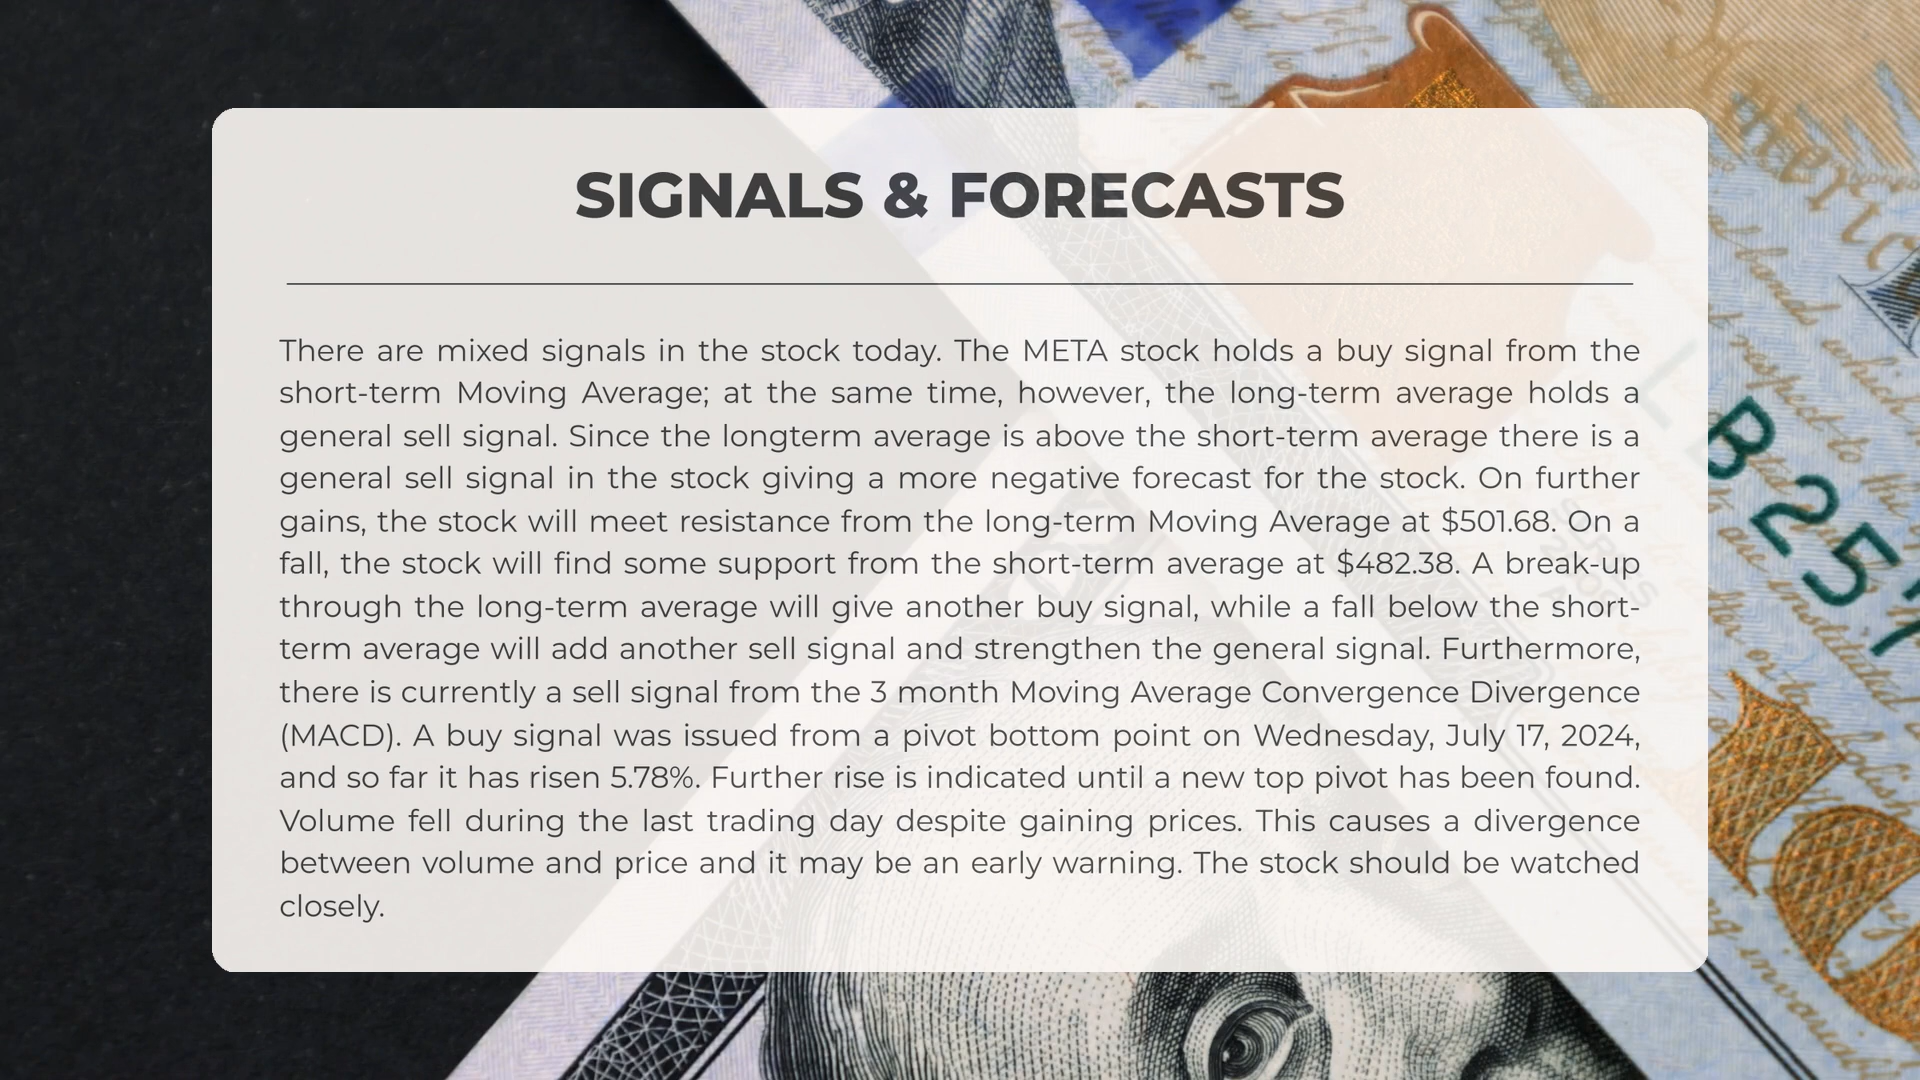 SIGNALS & FORECASTS
There are mixed signals in the stock today. The META stock holds a buy signal from the
short-term Moving Average; at the same time, however, the long-term average holds a
general sell signal. Since the longterm average is above the short-term average there is a
general sell signal in the stock giving a more negative forecast for the stock. On further
gains, the stock will meet resistance from the long-term Moving Average at $501.68. On a
fall, the stock will find some support from the short-term average at $482.38. A break-up
through the long-term average will give another buy signal, while a fall below the short-
term average will add another sell signal and strengthen the general signal. Furthermore,
there is currently a sell signal from the 3 month Moving Average Convergence Divergence
(MACD). A buy signal was issued from a pivot bottom point on Wednesday, July 17, 2024,
and so far it has risen 5.78%. Further rise is indicated until a new top pivot has been found.
Volume fell during the last trading day despite gaining prices. This causes a divergence
between volume and price and it may be an early warning. The stock should be watched
closely.
LB25